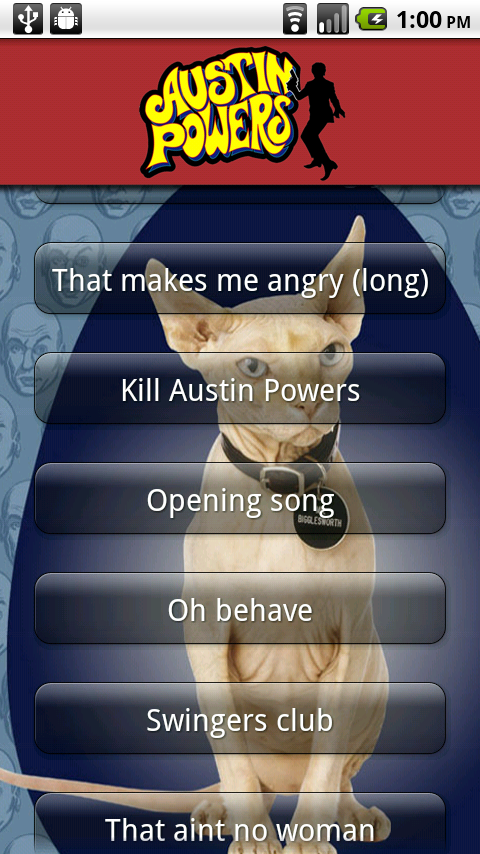 1:00 PM
AUSTIN
POWERS
That makes me angry (long)
Kill Austin Powers
Opening song
BIGGLESWORTH
Oh behave
Swingers club
That aint no woman